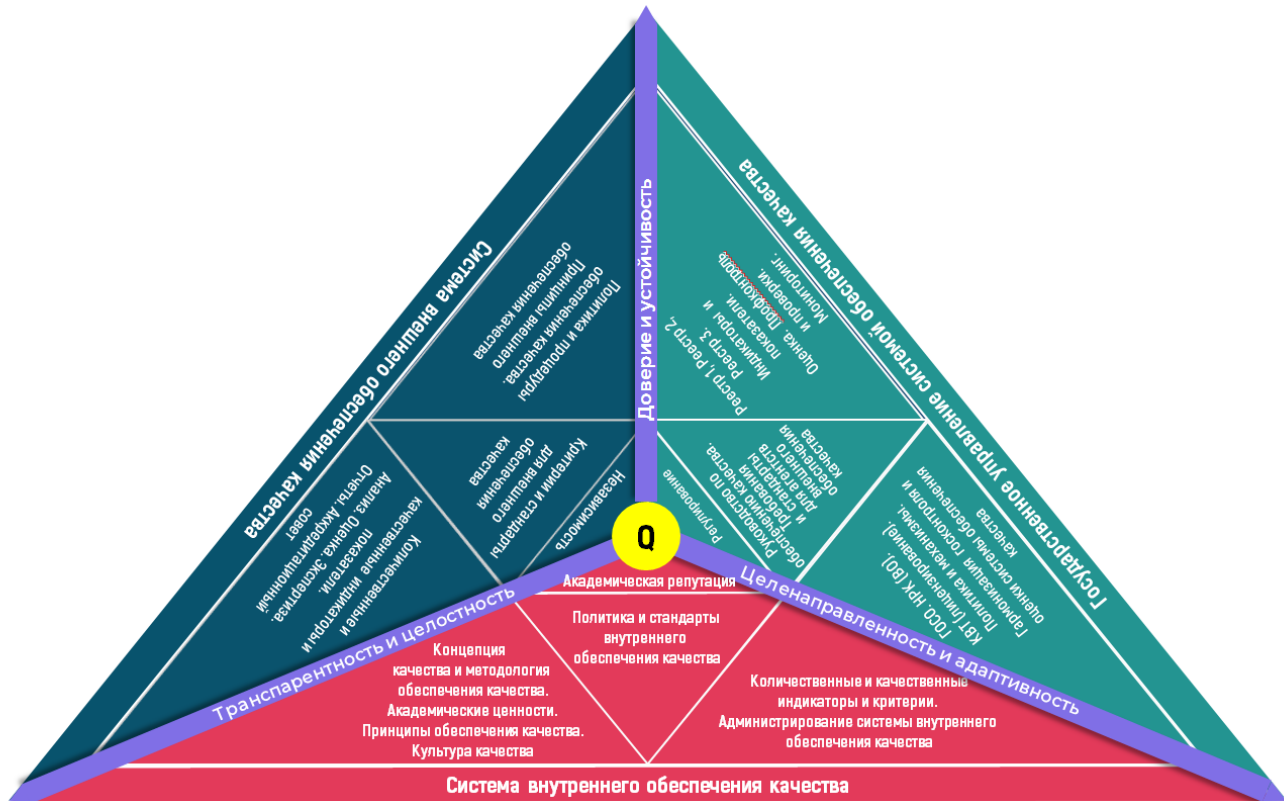 Система внешнего обеспечения качества
Политика и процедуры
обеспечения качества.
Принципы внешнего
обеспечения качества
Критерии и стандарты
для внешнего
обеспечения
качества
Независимость
Количественные и
качественные индикаторы и
показатели.
Анализ. Оценка. Экспертиза.
Отчеты. Аккредитационный
совет
Доверие и устойчивость
Государственное управление системой обеспечения качества
Реестр 1, Реестр 2,
Реестр 3.
Индикаторы и
показатели.
Оценка. Профконтроль
и проверки.
Мониторинг.
Регулирование
Руководство по
обеспечению качества.
Требования
и стандарты
для агентств
внешнего
обеспечения
качества
ГОСО, НРК (ВО),
КВТ (лицензирование),
Политика и механизмы.
Гармонизация госконтроля и
оценки системы обеспечения
качества
Q
Транспарентность и целостность
Целенаправленность и адаптивность
Академическая репутация
Политика и стандарты
внутреннего
обеспечения качества
Концепция
качества и методология
обеспечения качества.
Академические ценности.
Принципы обеспечения качества.
Культура качества
Количественные и качественные
индикаторы и критерии.
Администрирование системы внутреннего
обеспечения качества
Система внутреннего обеспечения качества